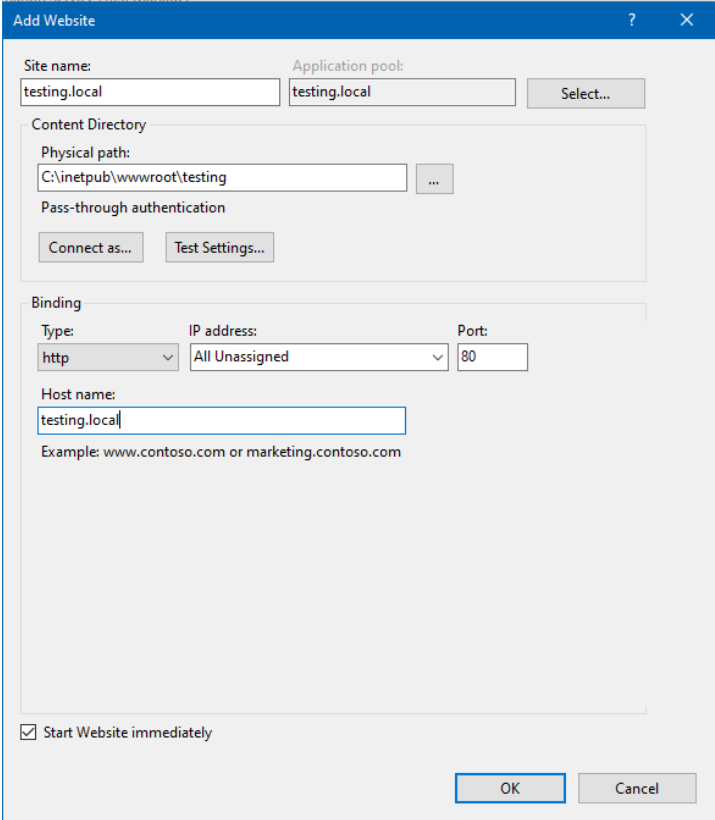 Add Website
?
Site name:
Application pool:
testing.local
testing.local
Select...
Content Directory
Physical path:
C:\inetpub\wwwroot\testing
...
Pass-through authentication
Connect as...
Test Settings...
Binding
Type:
IP address:
Port:
http
All Unassigned
80
Host name:
testing.local
Example: www.contoso.com or marketing.contoso.com
Start Website immediately
OK
Cancel